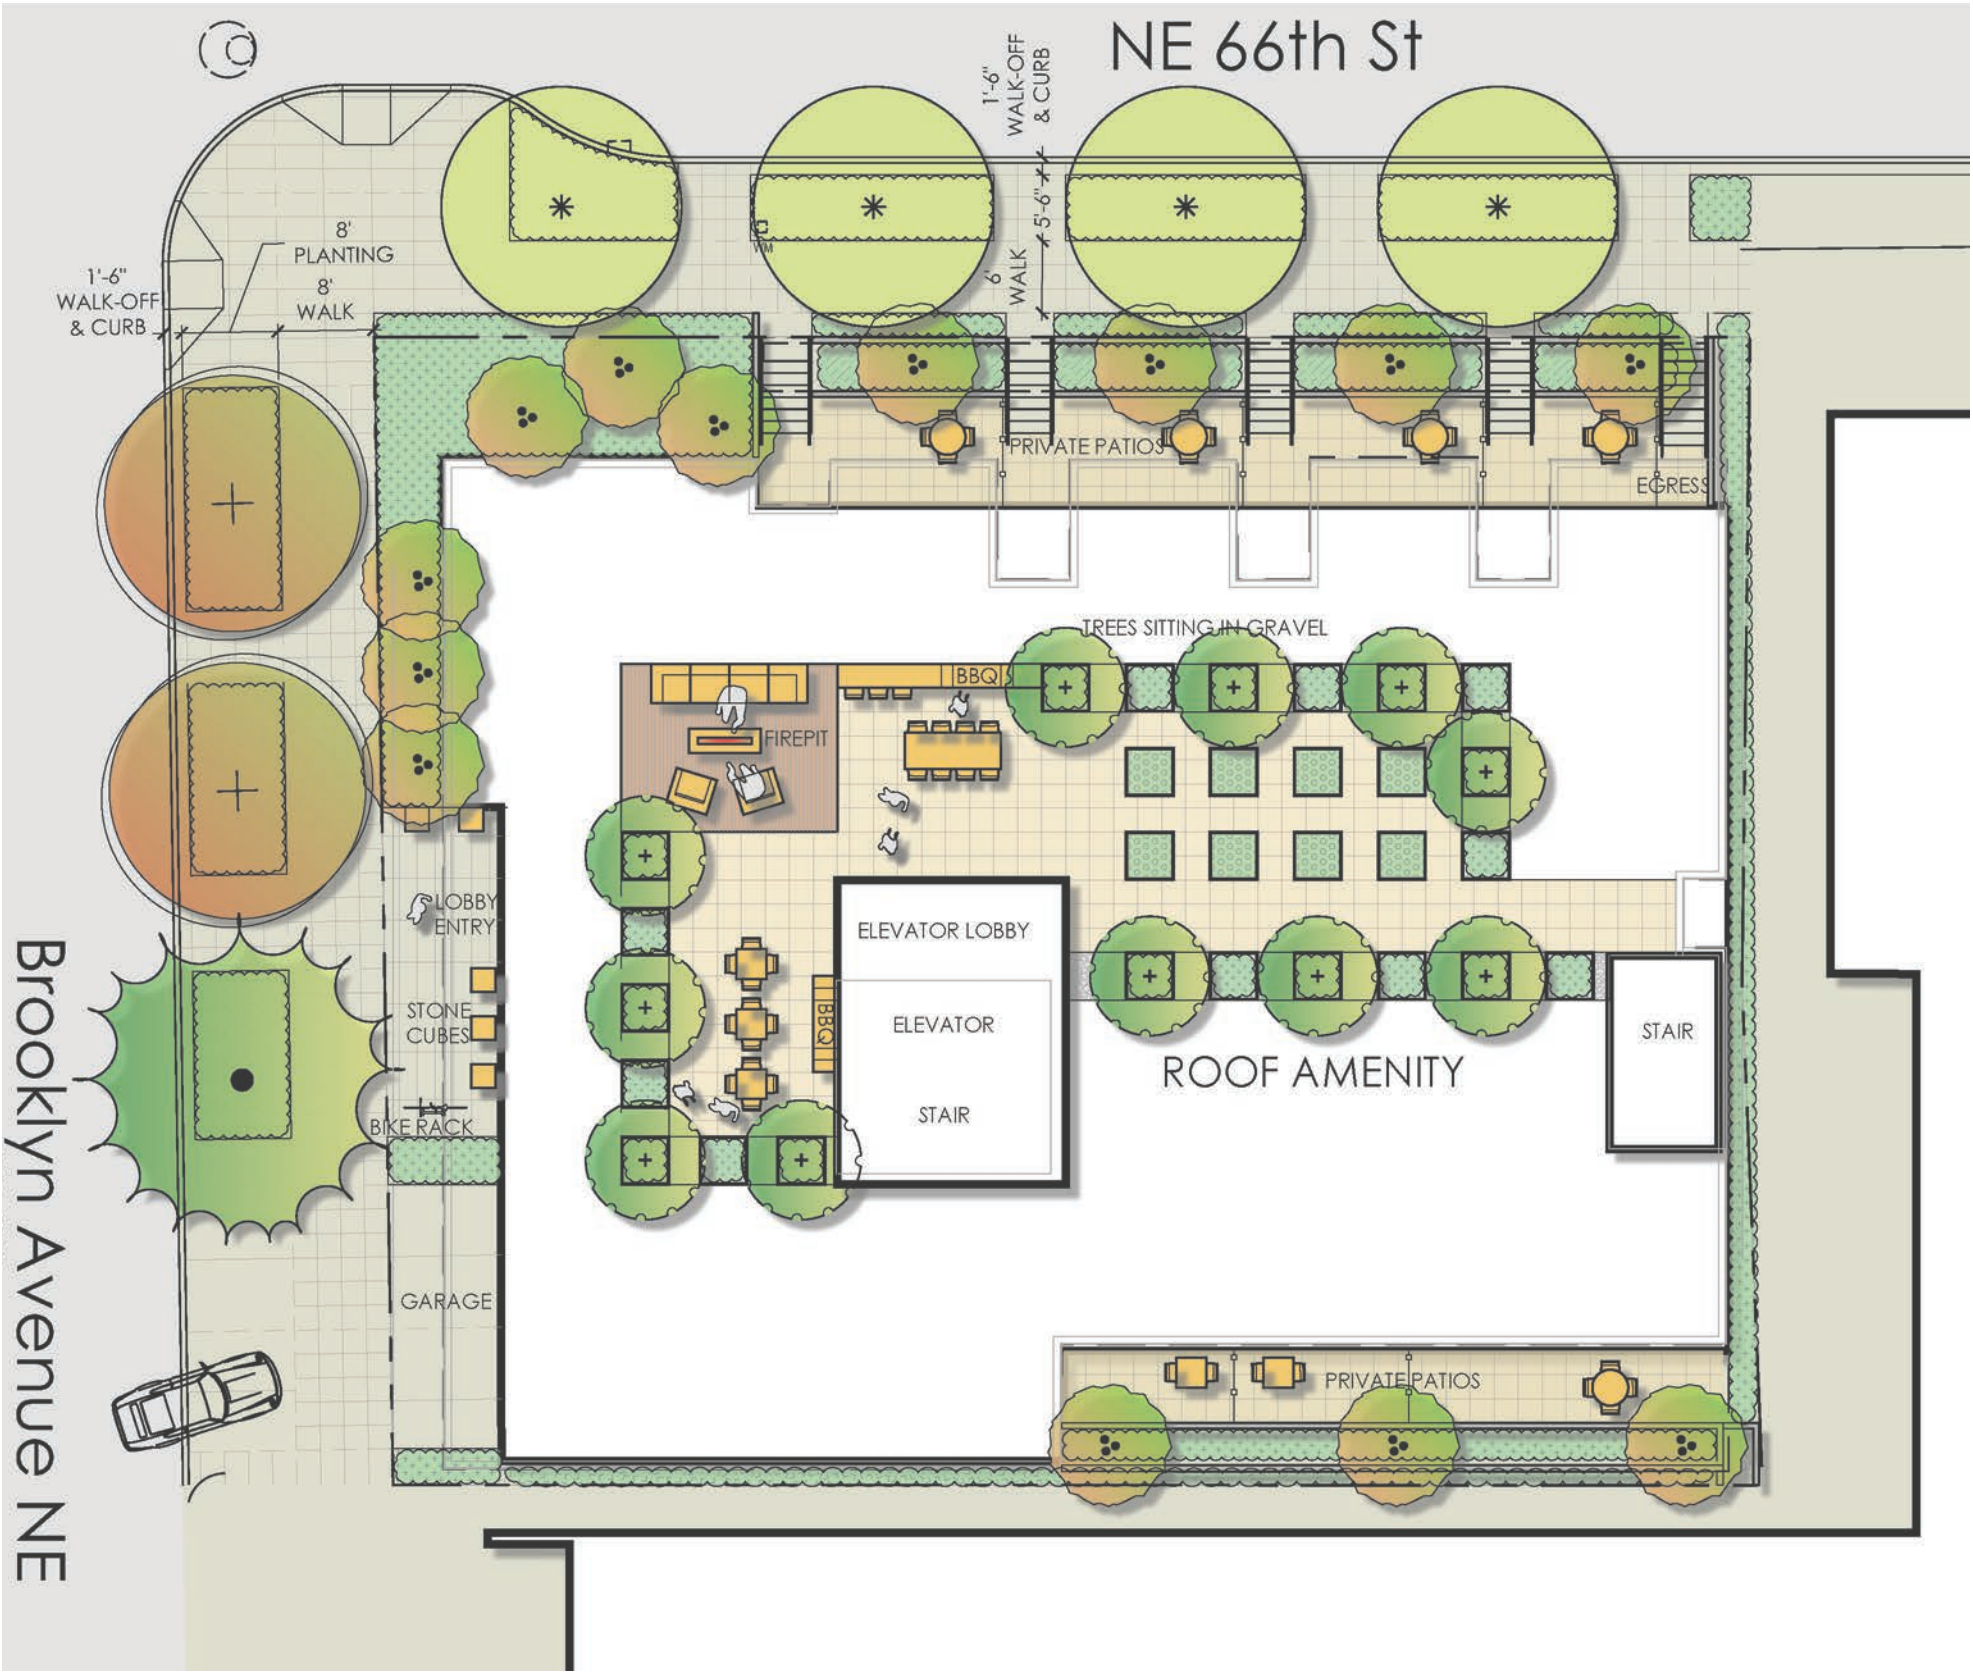 NE 66th St
1'-6"
WALK-OFF
& CURB
5'-6"
6'
WALK
8'
PLANTING
8'
WALK
1'-6"
WALK-OFF
& CURB
WM
PRIVATE PATIOS
EGRESS
TREES SITTING IN GRAVEL
BBQ
FIREPIT
LOBBY
ENTRY
ELEVATOR LOBBY
STONE
CUBES
BBQ
ELEVATOR
STAIR
STAIR
ROOF AMENITY
BIKE RACK
GARAGE
PRIVATE PATIOS
Brooklyn Avenue NE